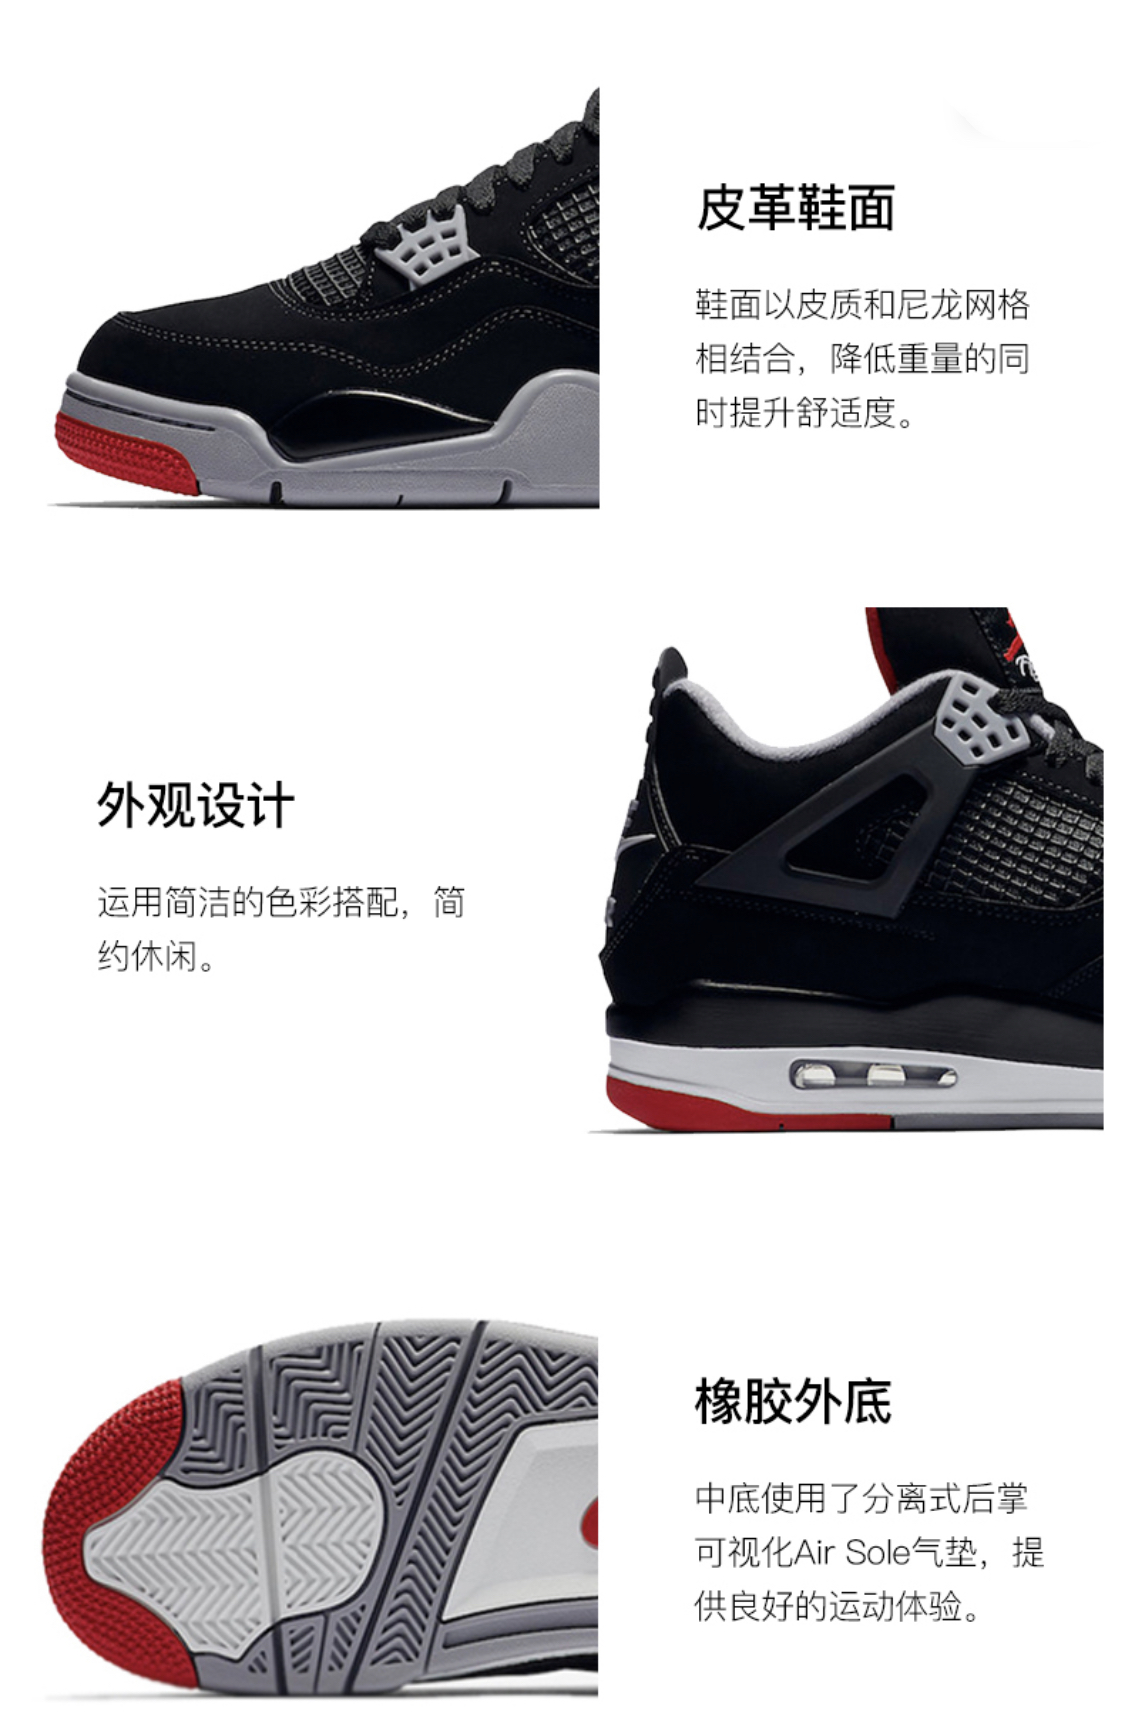 皮革鞋面
鞋面以皮质和尼龙网格
相结合，降低重量的同
时提升舒适度。
外观设计
运用简洁的色彩搭配，简
约休闲。
橡胶外底
中底使用了分离式后掌
可视化Air Sole气垫，提
供良好的运动体验。